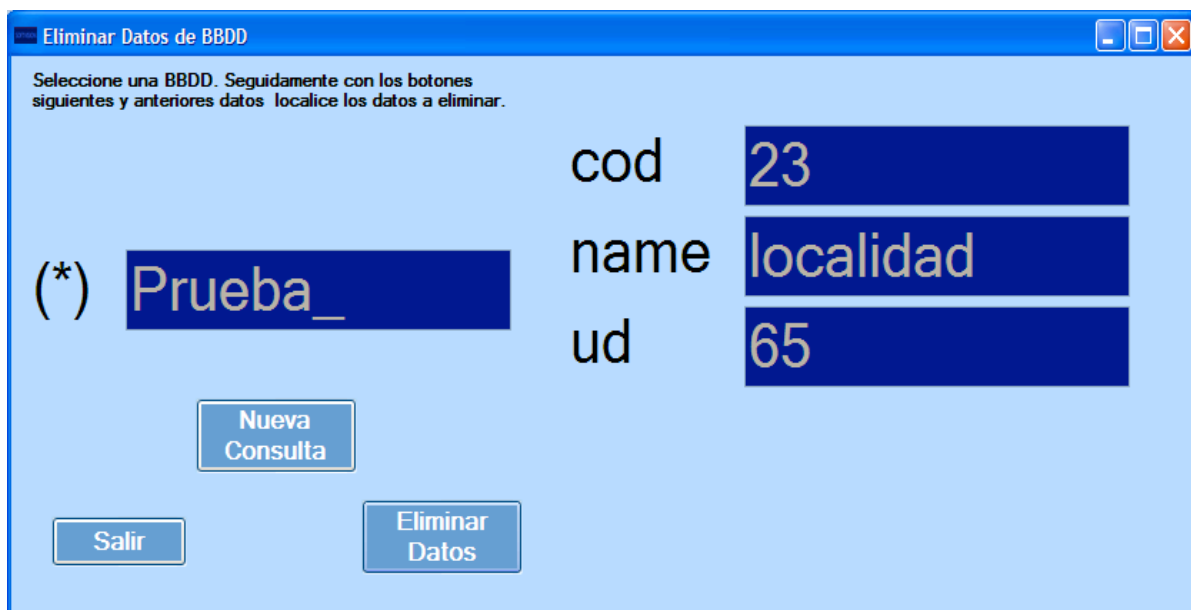 Eliminar Datos de BBDD
Seleccione una BBDD. Seguidamente con los botones
siguientes y anteriores datos localice los datos a eliminar.
cod 23
name localidad
(*) Prueba_
ud 65
Nueva
Consulta
Salir
Eliminar
Datos